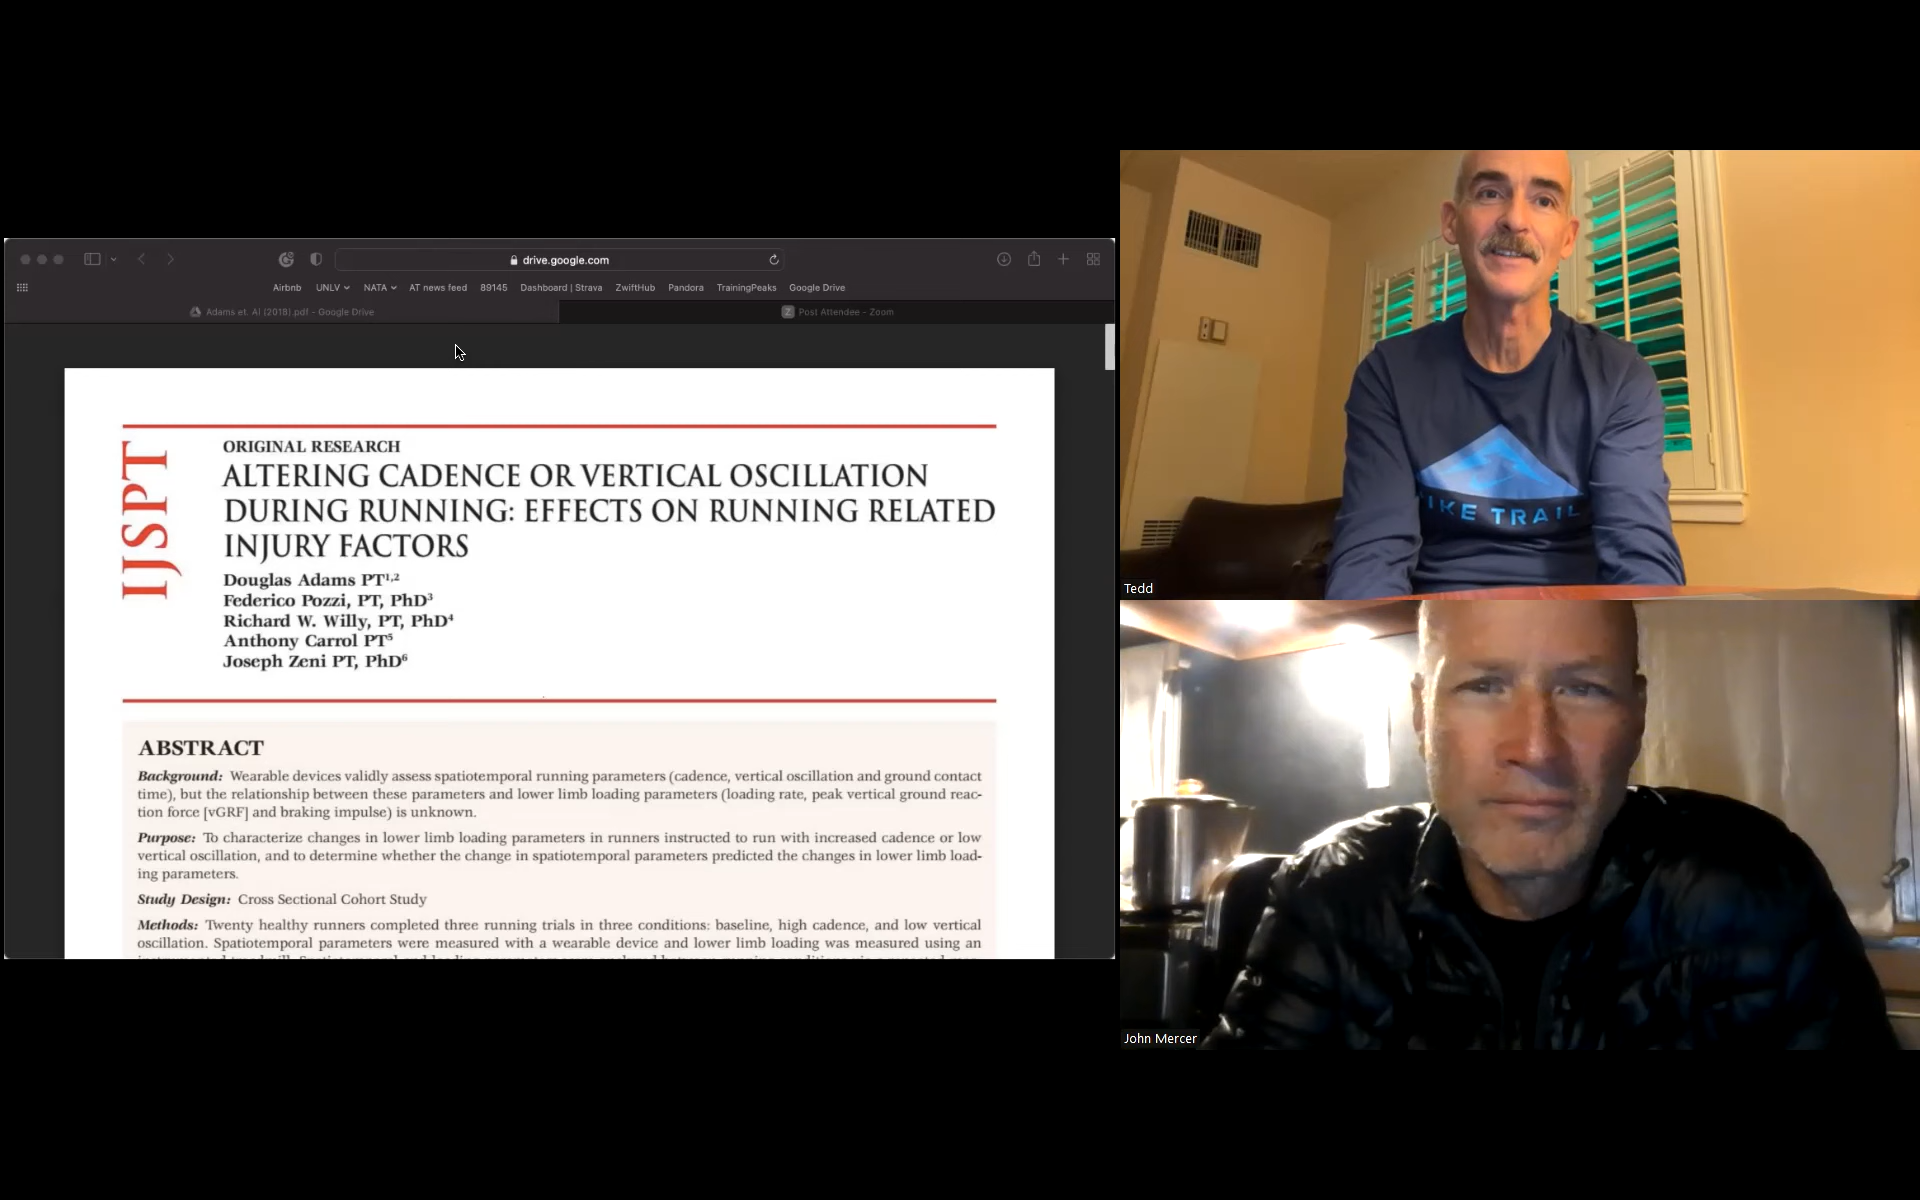 drive.google.com
Airbnb UNLV NATA AT news feed 89145 Dashboard | Strava ZwiftHub Pandora TrainingPeaks Google Drive
Adams et. Al (2018).pdf - Google Drive
Z Post Attendee - Zoom
IJSPT
ORIGINAL RESEARCH
ALTERING CADENCE OR VERTICAL OSCILLATION
DURING RUNNING: EFFECTS ON RUNNING RELATED
INJURY FACTORS
Douglas Adams PT1,2
Federico Pozzi, PT, PhD3
Richard W. Willy, PT, PhD4
Anthony Carrol PT5
Joseph Zeni PT, PhD6
ABSTRACT
Background: Wearable devices validly assess spatiotemporal running parameters (cadence, vertical oscillation and ground contact
time), but the relationship between these parameters and lower limb loading parameters (loading rate, peak vertical ground reac-
tion force [vGRF] and braking impulse) is unknown.
Purpose: To characterize changes in lower limb loading parameters in runners instructed to run with increased cadence or low
vertical oscillation, and to determine whether the change in spatiotemporal parameters predicted the changes in lower limb load-
ing parameters.
Study Design: Cross Sectional Cohort Study
Methods: Twenty healthy runners completed three running trials in three conditions: baseline, high cadence, and low vertical
oscillation. Spatiotemporal parameters were measured with a wearable device and lower limb loading was measured using an
IKE TRAIL
Tedd
John Mercer